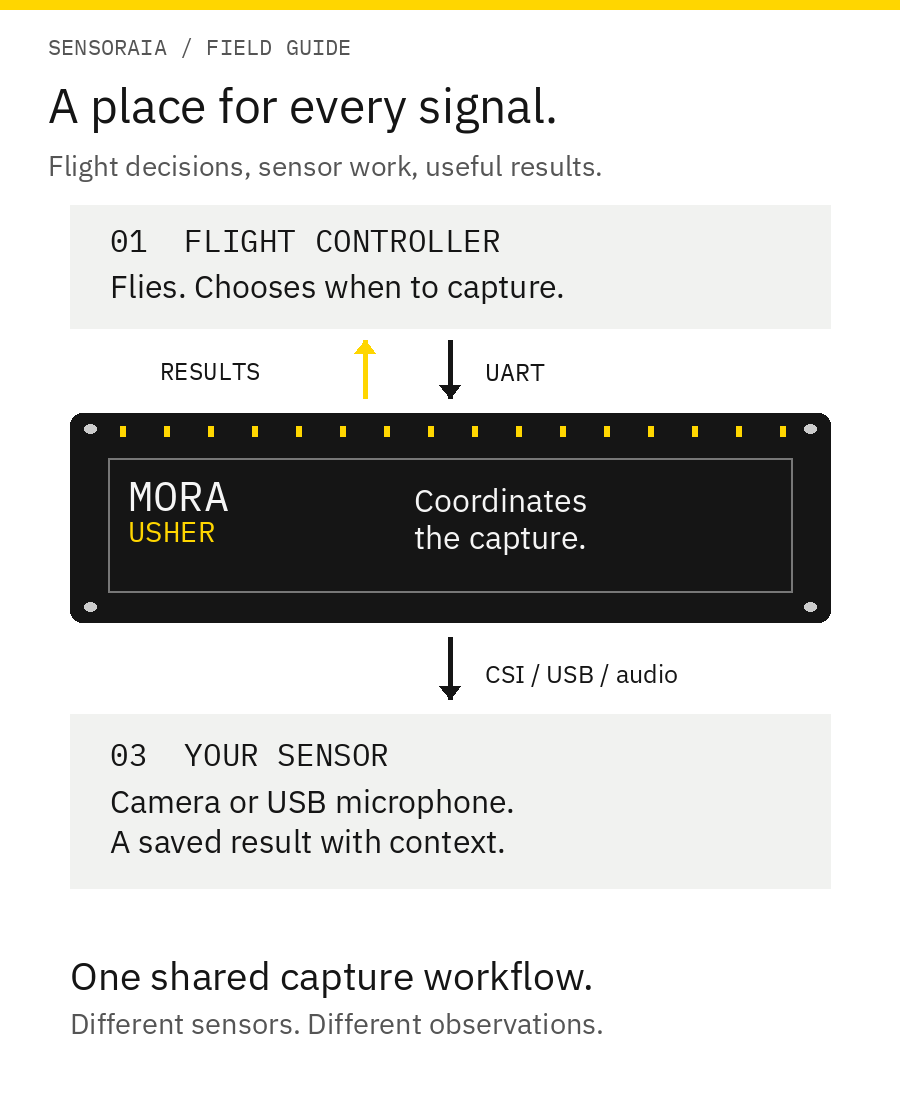 SENSORAIA / FIELD GUIDE
A place for every signal.
Flight decisions, sensor work, useful results.
01 FLIGHT CONTROLLER
Flies. Chooses when to capture.
RESULTS
UART
MORA
USHER
Coordinates
the capture.
CSI / USB / audio
03 YOUR SENSOR
Camera or USB microphone.
A saved result with context.
One shared capture workflow.
Different sensors. Different observations.